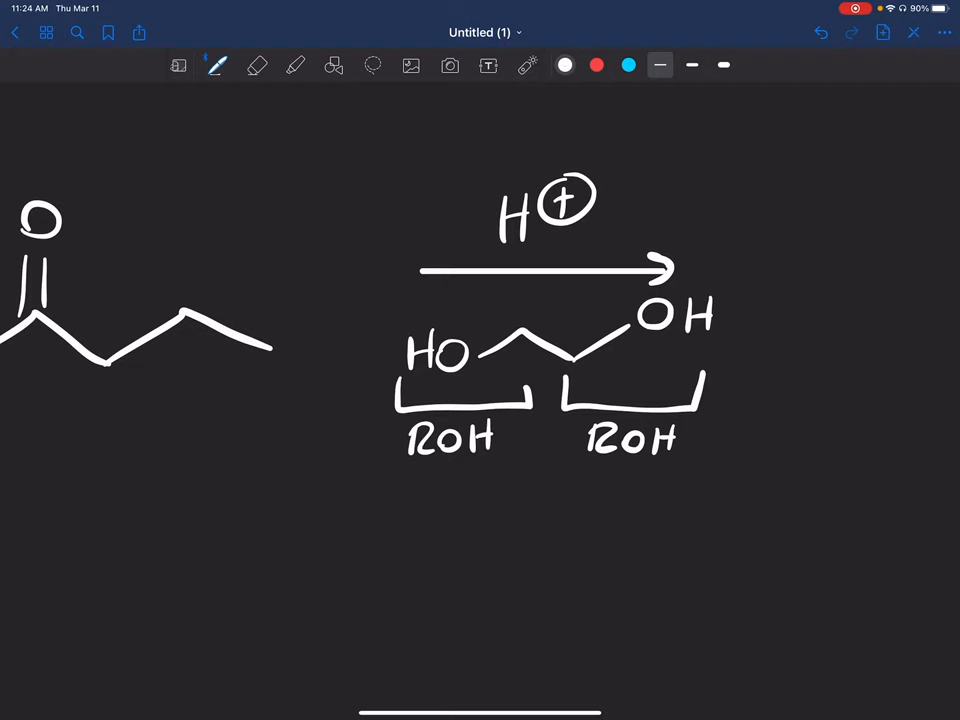 11:24 AM Thu Mar 11
90%
Untitled (1)
T
H+
O
OH
HO
ROH ROH